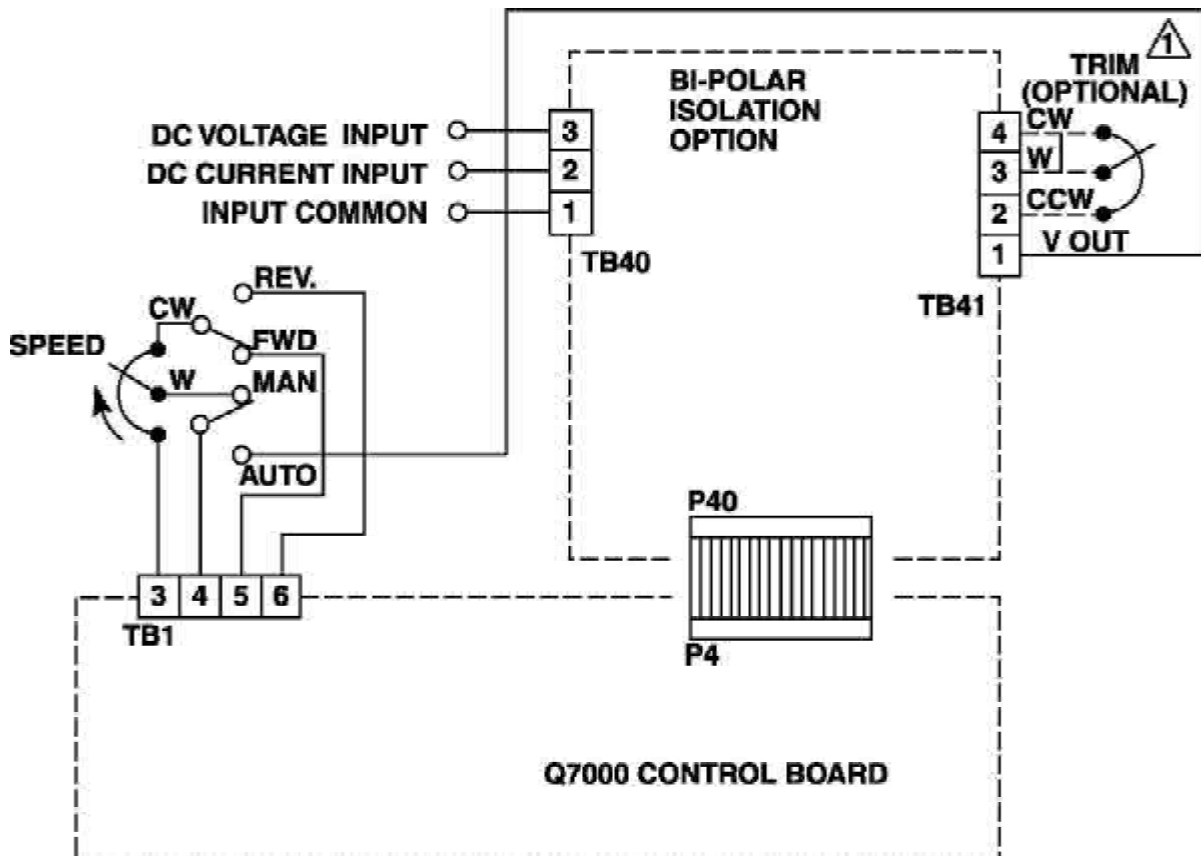 1
TRIM
(OPTIONAL)
BI-POLAR
ISOLATION
OPTION
DC VOLTAGE INPUT
3
DC CURRENT INPUT
2
INPUT COMMON
1
TB40
4
CW
3
W
2
CCW
1
V OUT
TB41
REV.
CW
FWD
SPEED
W
MAN
AUTO
P40
3 4 5 6
TB1
P4
Q7000 CONTROL BOARD